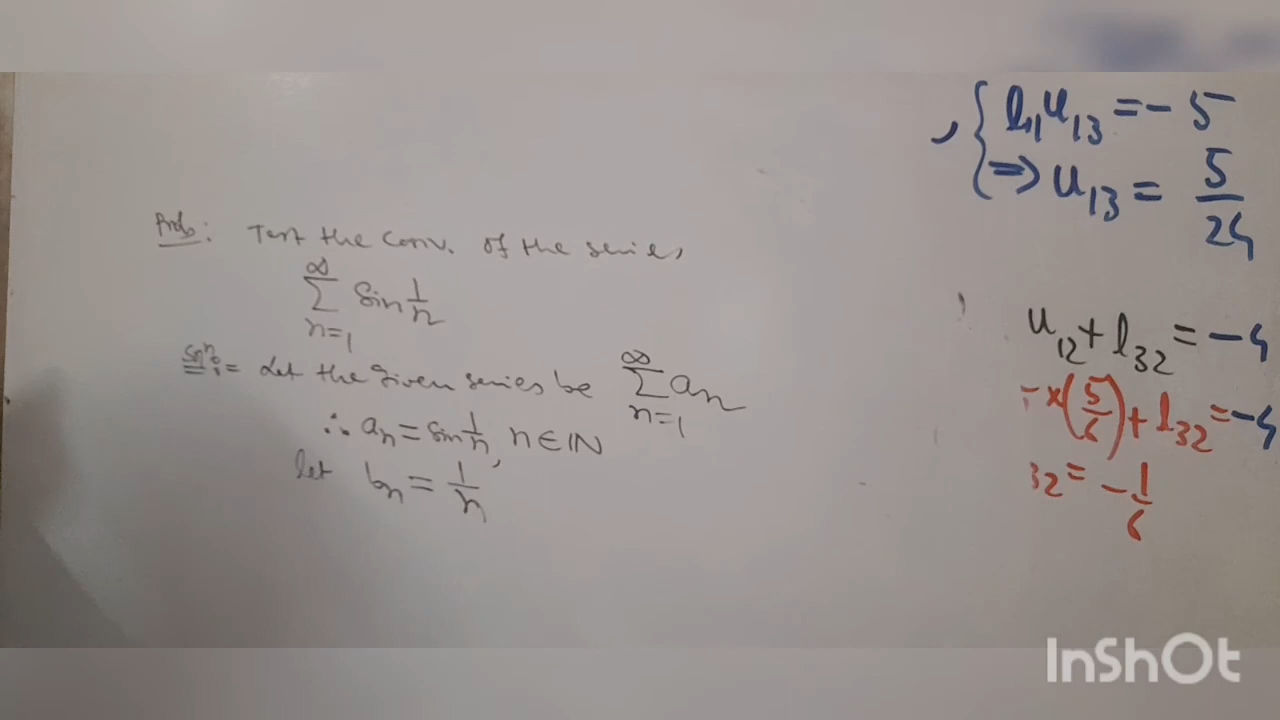 Prob: Test the conv. of the series,
∞
∑ sin 1/n
n=1
Solⁿ:= Let the given series be ∞∑n=1 aₙ
∴ aₙ = sin 1/n, n∈ℕ
let bₙ = 1/n
, { l₁₁u₁₃ = - 5
⇒ u₁₃ = 5/24
u₁₂ + l₃₂ = -4
×(5/6) + l₃₂ = -4
32 = -1/6
InShOt